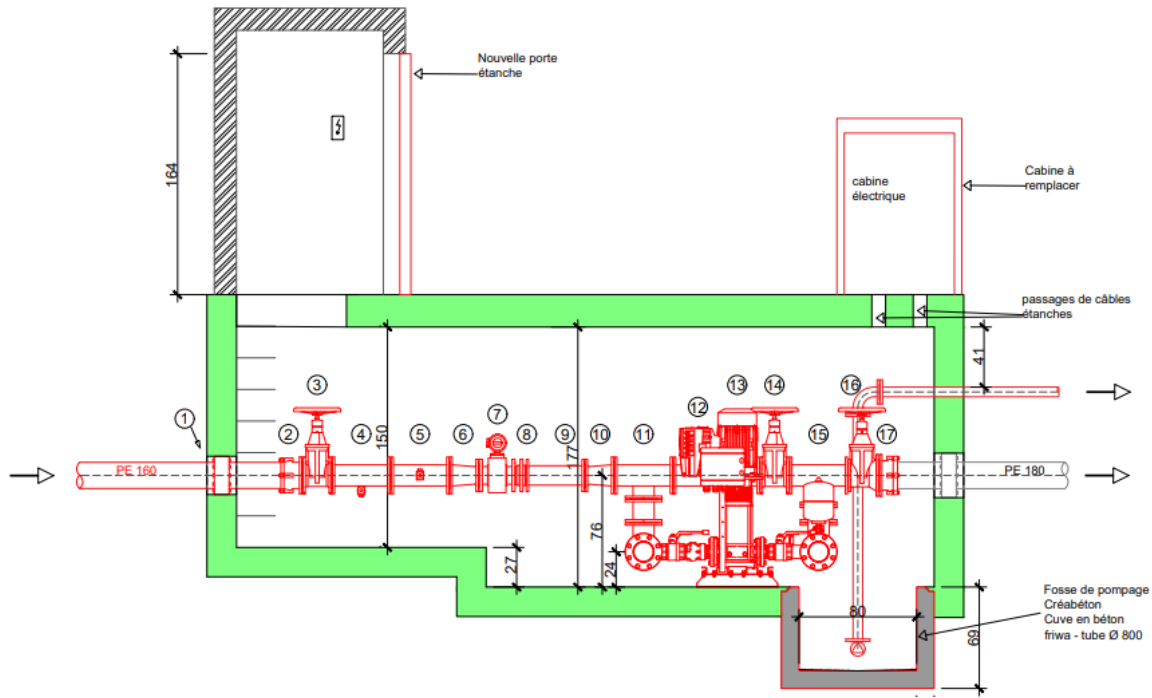 Nouvelle porte
étanche
164
cabine
électrique
Cabine à
remplacer
passages de câbles
étanches
41
3
7
12
13
14
16
1
2
4
150
5
6
8
9
177
10
11
15
17
PE 160
PE 180
76
27
24
80
69
Fosse de pompage
Créabéton
Cuve en béton
friwa - tube Ø 800